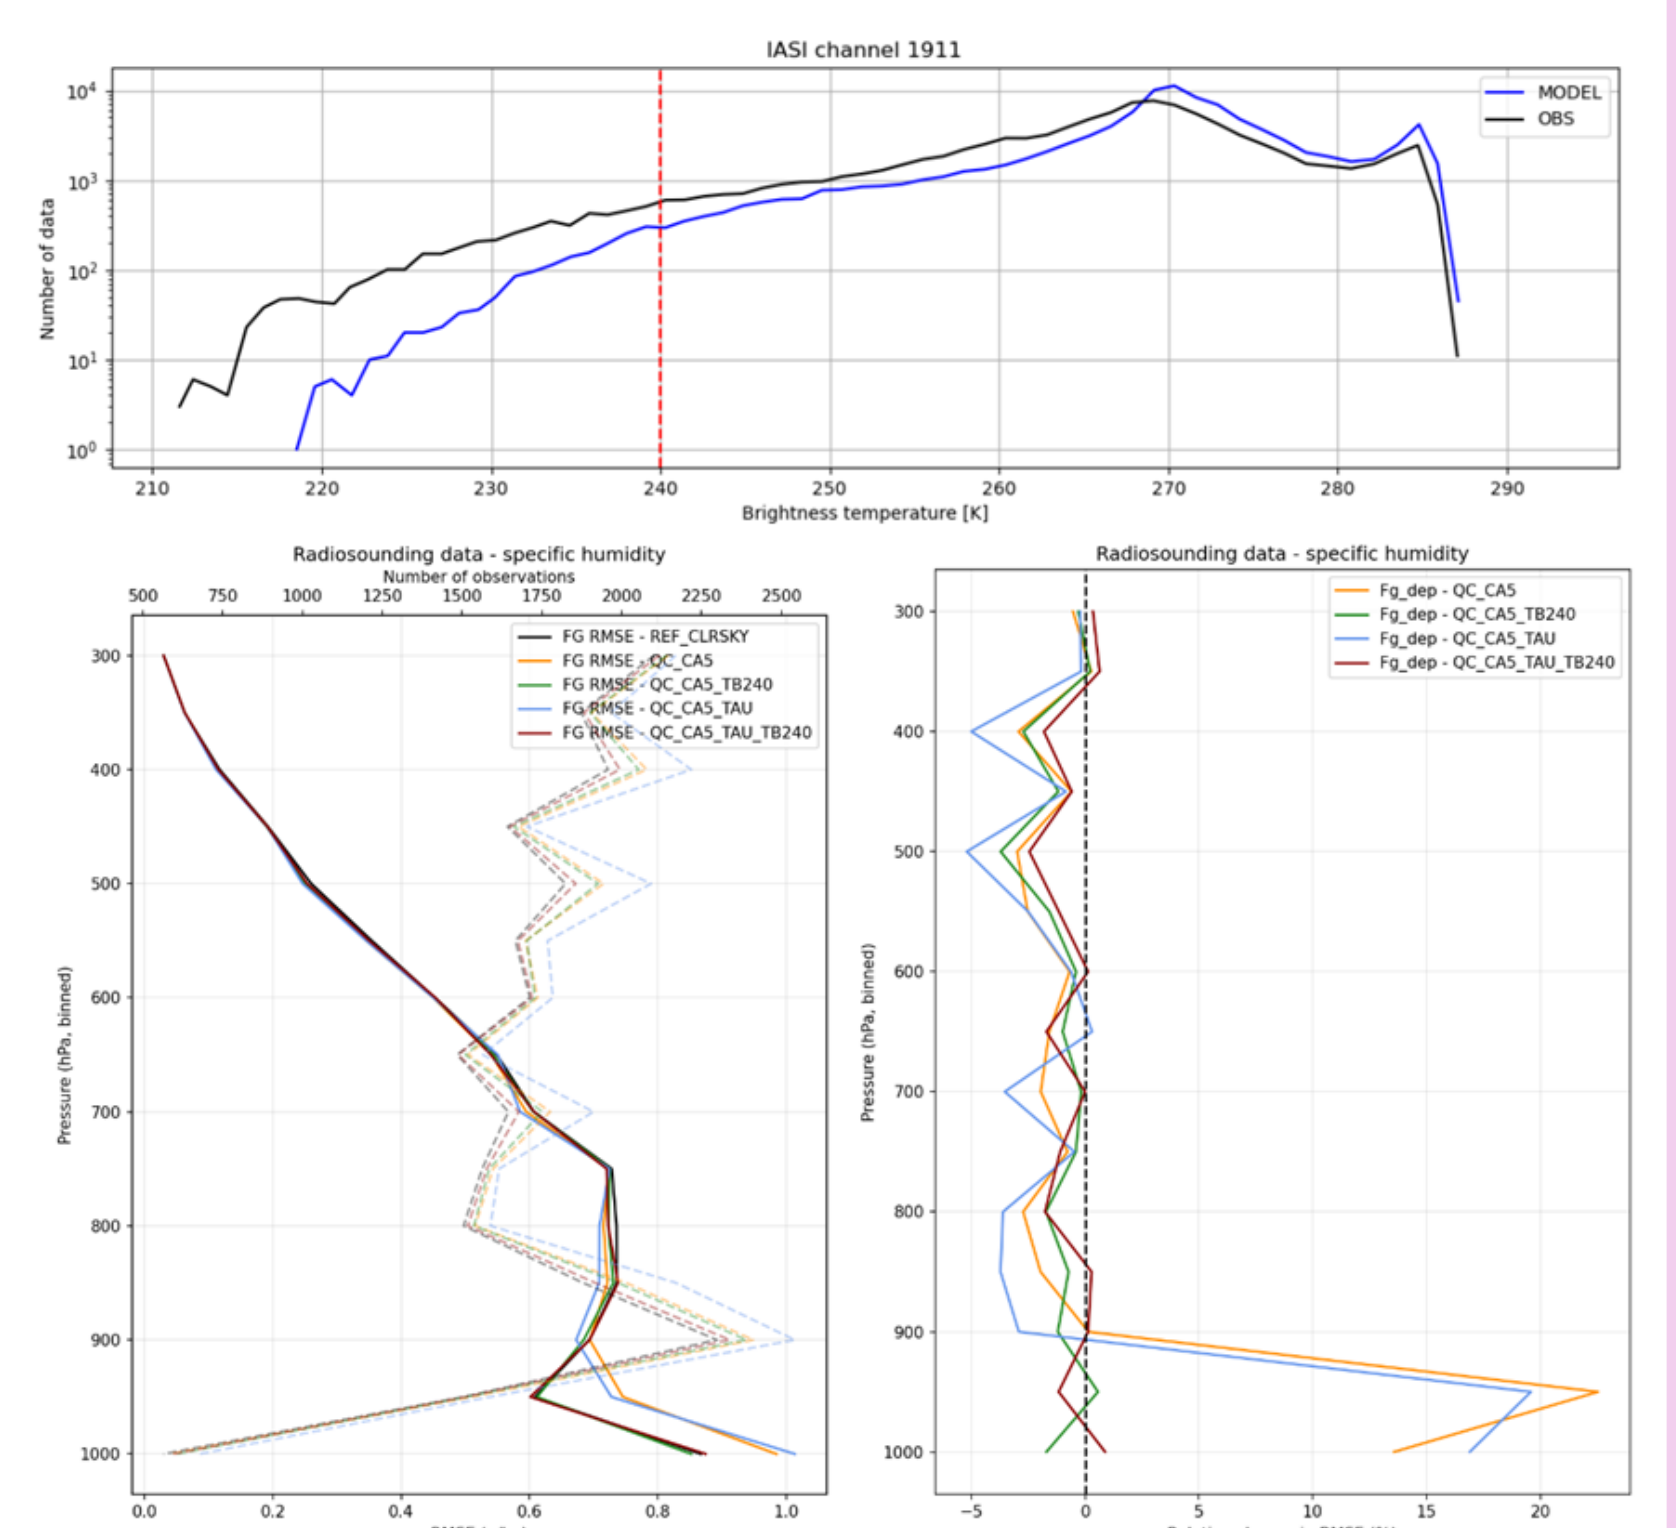 IASI channel 1911
10⁴
10³
10²
10¹
10⁰
Number of data
MODEL
OBS
210 220 230 240 250 260 270 280 290
Brightness temperature [K]
Radiosounding data - specific humidity
Number of observations
500 750 1000 1250 1500 1750 2000 2250 2500
FG RMSE - REF_CLRSKY
FG RMSE - QC_CA5
FG RMSE - QC_CA5_TB240
FG RMSE - QC_CA5_TAU
FG RMSE - QC_CA5_TAU_TB240
300
400
500
600
700
800
900
1000
Pressure (hPa, binned)
0.0 0.2 0.4 0.6 0.8 1.0
Radiosounding data - specific humidity
Fg_dep - QC_CA5
Fg_dep - QC_CA5_TB240
Fg_dep - QC_CA5_TAU
Fg_dep - QC_CA5_TAU_TB240
300
400
500
600
700
800
900
1000
Pressure (hPa, binned)
−5 0 5 10 15 20